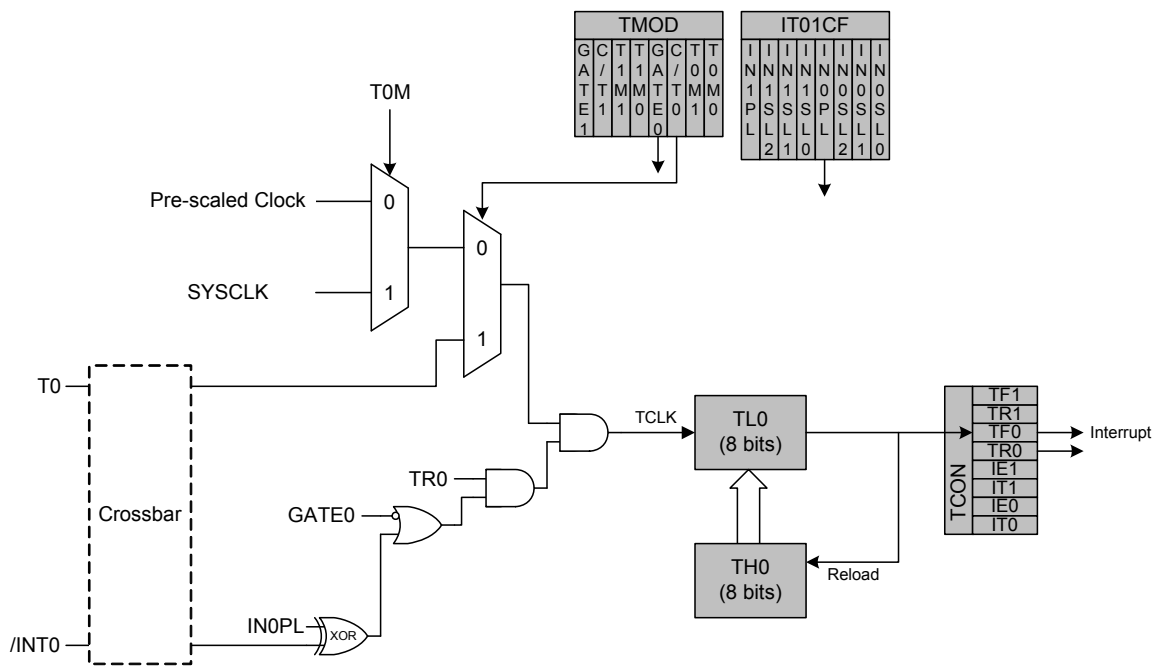 TMOD
IT01CF
GATE1
C/T1
T1M1
T1M0
GATE0
C/T0
T0M1
T0M0
IN1PL
IN1SL2
IN1SL1
IN1SL0
IN0PL
IN0SL2
IN0SL1
IN0SL0
T0M
Pre-scaled Clock
0
SYSCLK
1
0
1
T0
Crossbar
/INT0
TR0
GATE0
IN0PL
XOR
TCLK
TL0
(8 bits)
TH0
(8 bits)
Reload
TCON
TF1
TR1
TF0
TR0
IE1
IT1
IE0
IT0
Interrupt